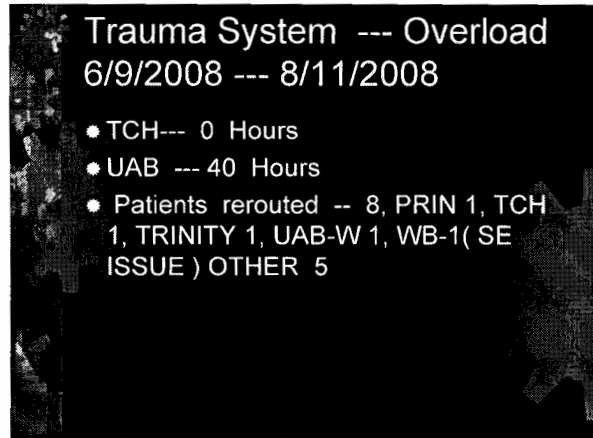 Trauma System --- Overload
6/9/2008 --- 8/11/2008
TCH--- 0 Hours
UAB --- 40 Hours
Patients rerouted -- 8, PRIN 1, TCH
1, TRINITY 1, UAB-W 1, WB-1( SE
ISSUE ) OTHER 5